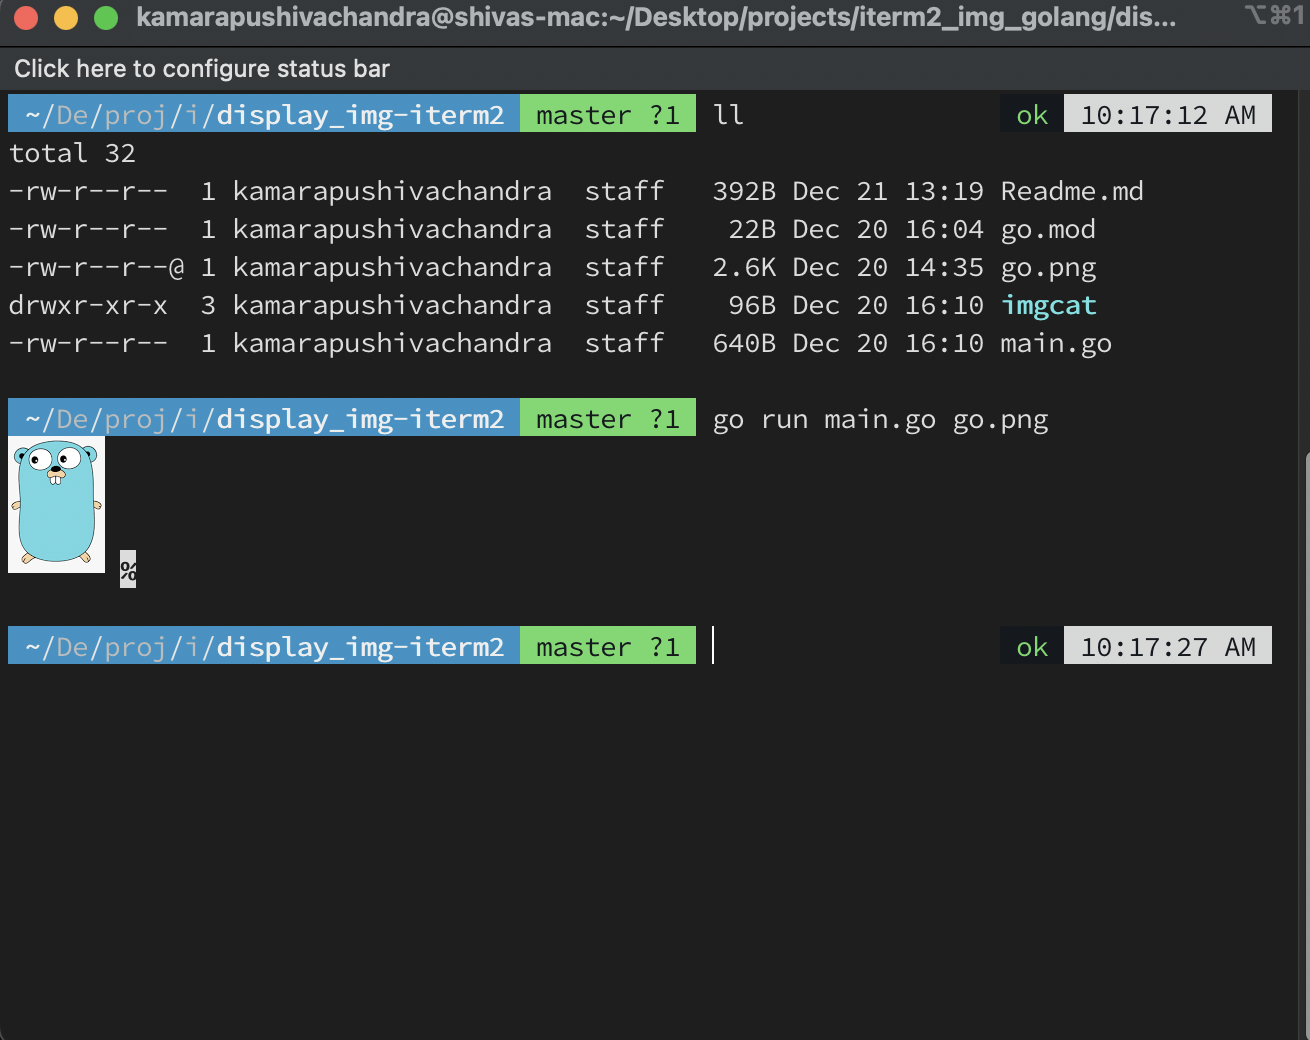 kamarapushivachandra@shivas-mac:~/Desktop/projects/iterm2_img_golang/dis... ⌥⌘1
Click here to configure status bar
~/De/proj/i/display_img-iterm2 master ?1 ll ok 10:17:12 AM
total 32
-rw-r--r-- 1 kamarapushivachandra staff 392B Dec 21 13:19 Readme.md
-rw-r--r-- 1 kamarapushivachandra staff 22B Dec 20 16:04 go.mod
-rw-r--r--@ 1 kamarapushivachandra staff 2.6K Dec 20 14:35 go.png
drwxr-xr-x 3 kamarapushivachandra staff 96B Dec 20 16:10 imgcat
-rw-r--r-- 1 kamarapushivachandra staff 640B Dec 20 16:10 main.go
~/De/proj/i/display_img-iterm2 master ?1 go run main.go go.png
%
~/De/proj/i/display_img-iterm2 master ?1 ok 10:17:27 AM